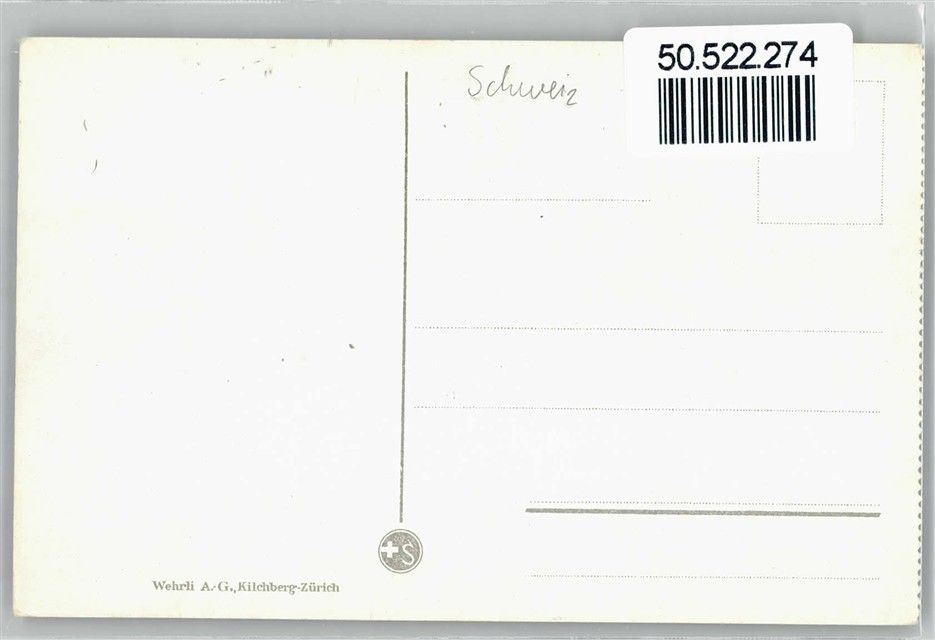 50.522.274
Schweiz
+S
Wehrli A.-G., Kilchberg-Zürich